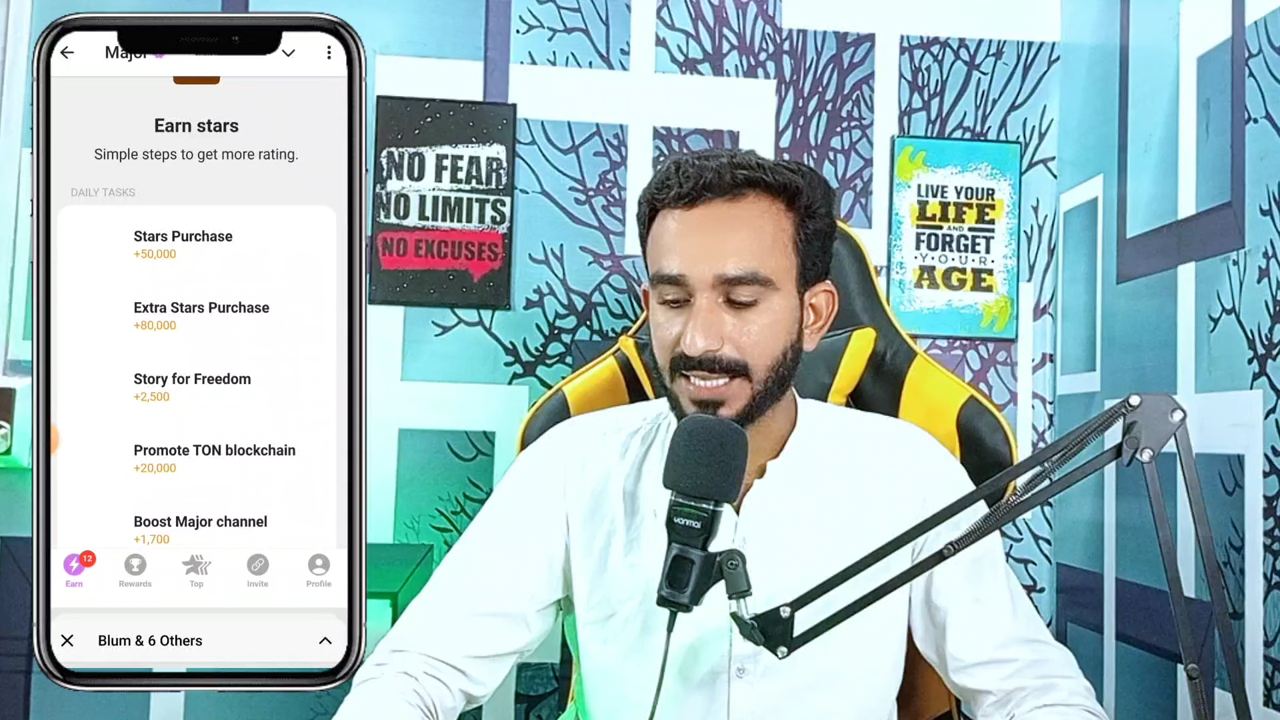 Major
Earn stars
Simple steps to get more rating.
DAILY TASKS
Stars Purchase
+50,000
Extra Stars Purchase
+80,000
Story for Freedom
+2,500
Promote TON blockchain
+20,000
Boost Major channel
+1,700
12
Earn
Rewards
Top
Invite
Profile
Blum & 6 Others
NO FEAR
NO LIMITS
NO EXCUSES
LIVE YOUR
LIFE
AND
FORGET
YOUR
AGE
vanmai